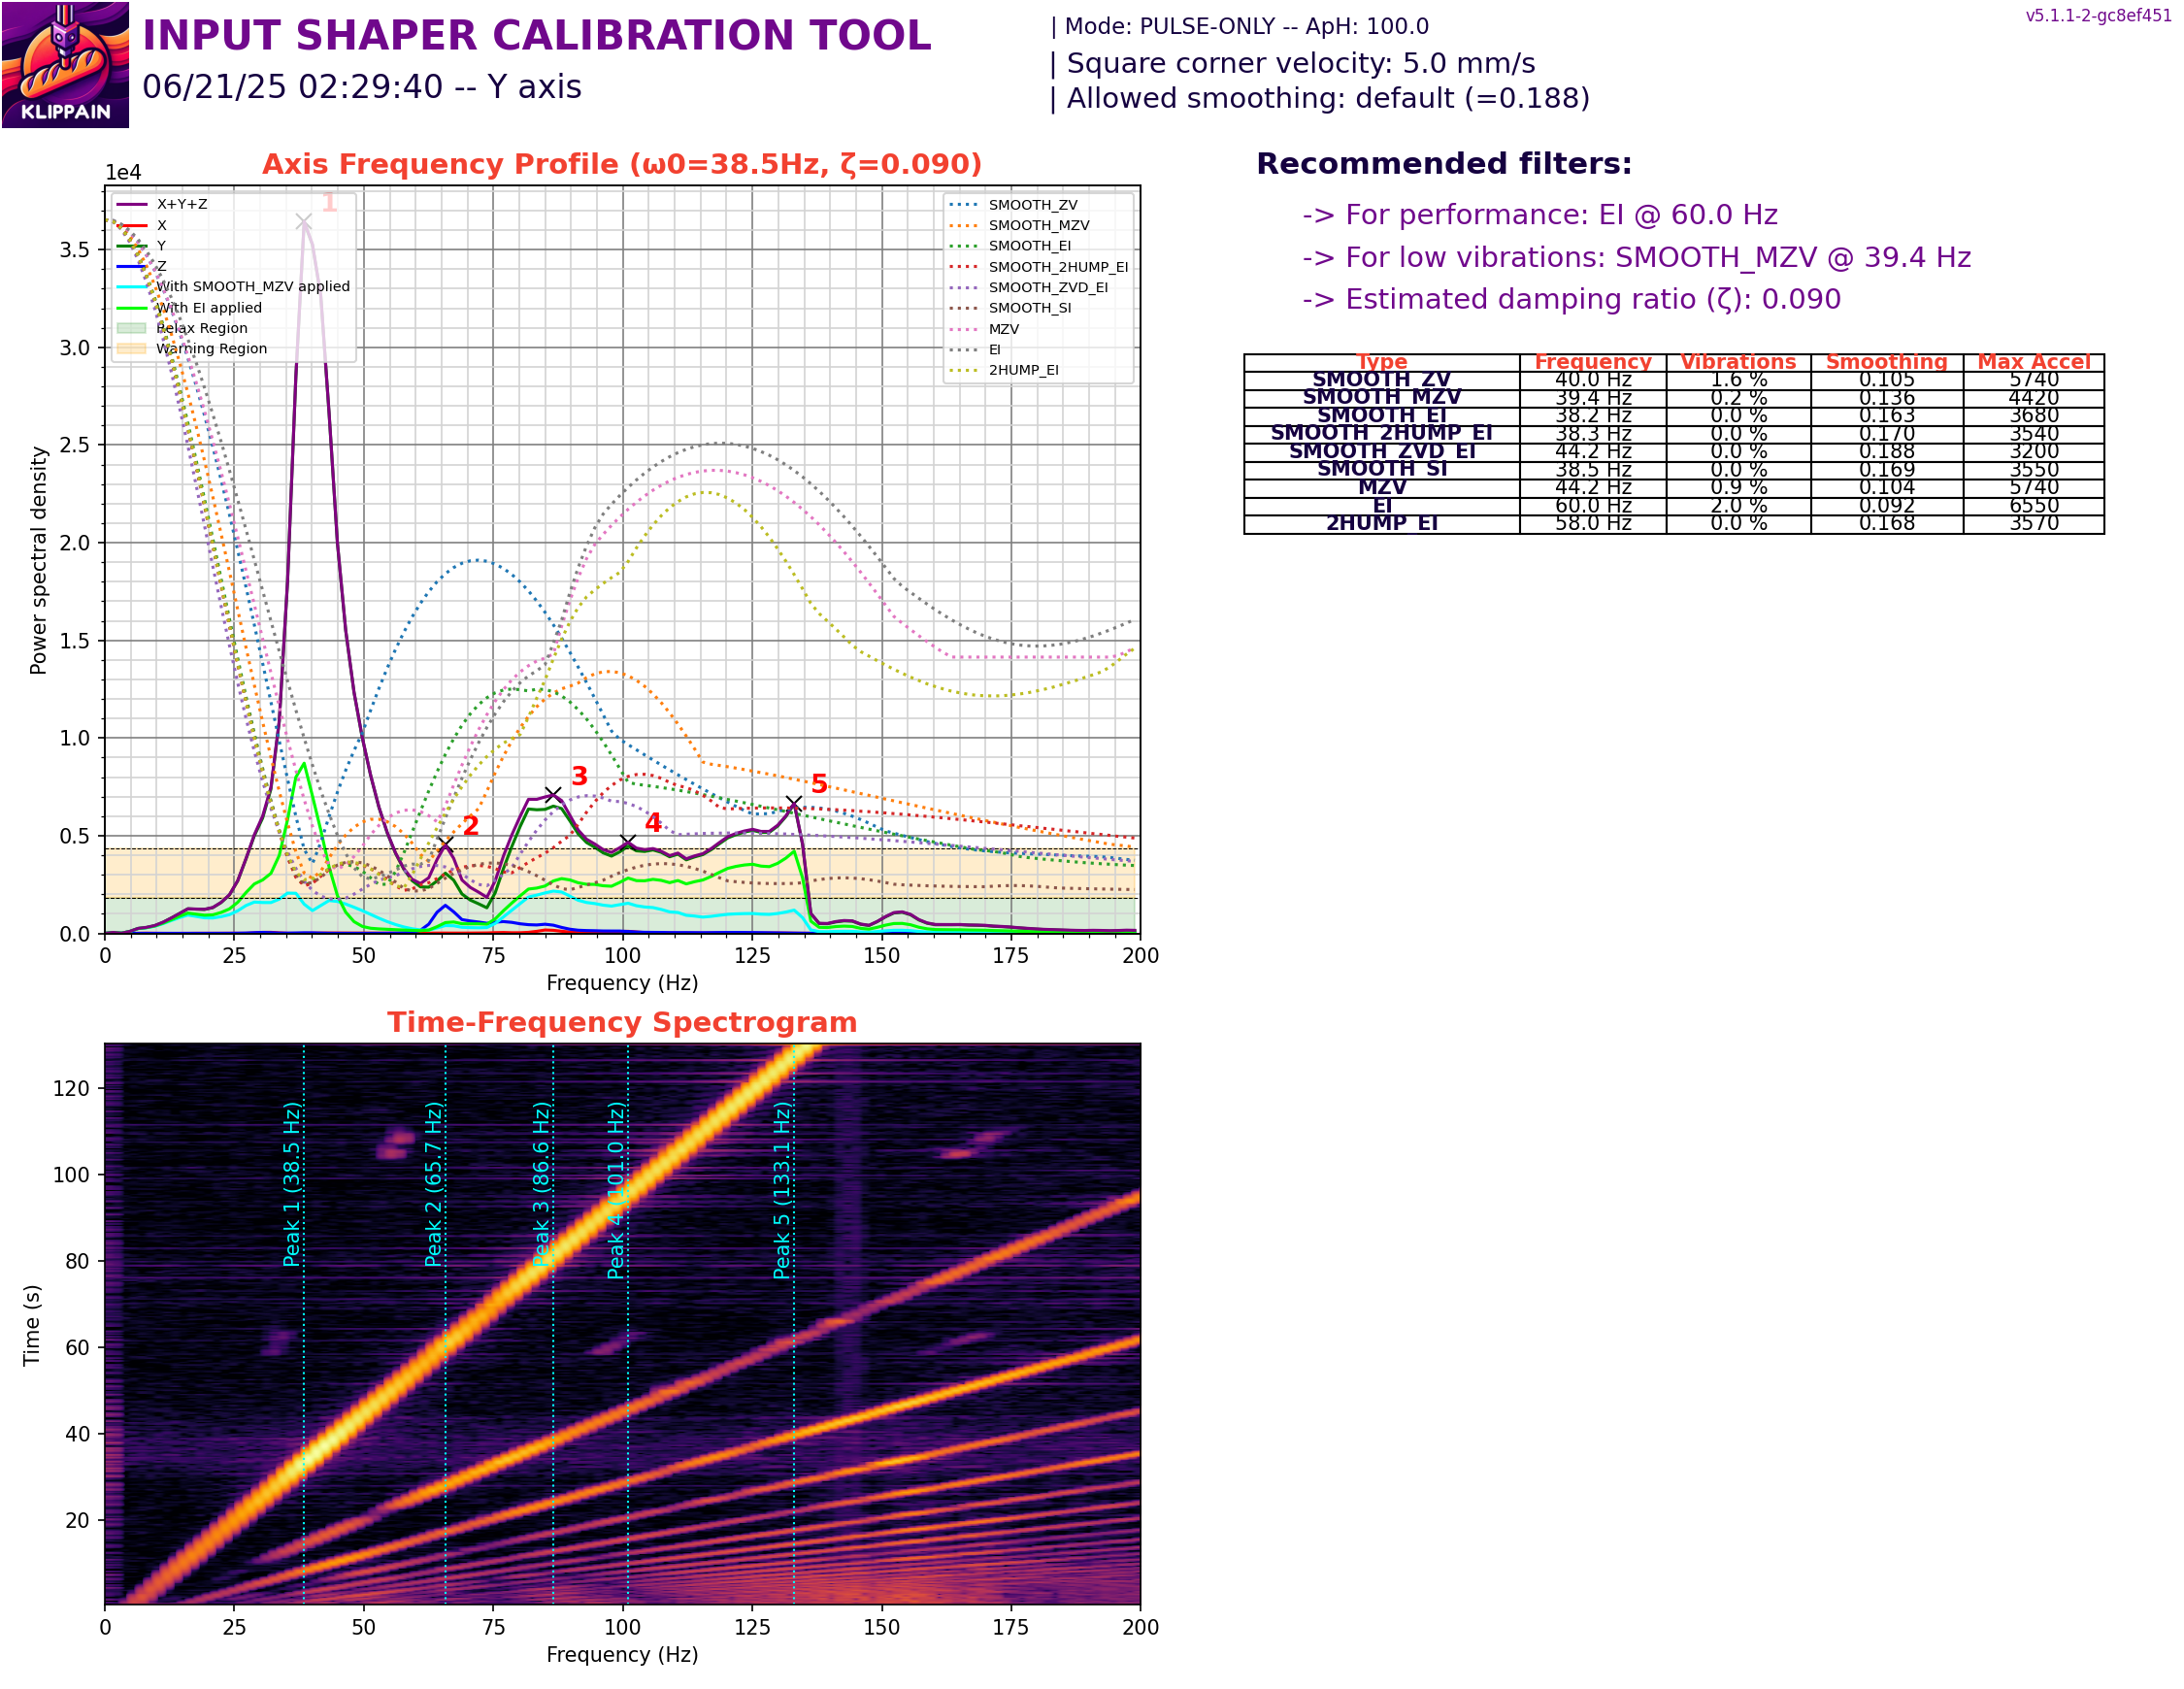 KLIPPAIN
INPUT SHAPER CALIBRATION TOOL
06/21/25 02:29:40 -- Y axis
| Mode: PULSE-ONLY -- ApH: 100.0
| Square corner velocity: 5.0 mm/s
| Allowed smoothing: default (=0.188)
v5.1.1-2-gc8ef451
Axis Frequency Profile (ω0=38.5Hz, ζ=0.090)
1e4
Power spectral density
3.5
3.0
2.5
2.0
1.5
1.0
0.5
0.0
X+Y+Z
X
Y
Z
With SMOOTH_MZV applied
With EI applied
Relax Region
Warning Region
SMOOTH_ZV
SMOOTH_MZV
SMOOTH_EI
SMOOTH_2HUMP_EI
SMOOTH_ZVD_EI
SMOOTH_SI
MZV
EI
2HUMP_EI
1
2
3
4
5
0 25 50 75 100 125 150 175 200
Frequency (Hz)
Recommended filters:
-> For performance: EI @ 60.0 Hz
-> For low vibrations: SMOOTH_MZV @ 39.4 Hz
-> Estimated damping ratio (ζ): 0.090
Type Frequency Vibrations Smoothing Max Accel
SMOOTH_ZV 40.0 Hz 1.6 % 0.105 5740
SMOOTH_MZV 39.4 Hz 0.2 % 0.136 4420
SMOOTH_EI 38.2 Hz 0.0 % 0.163 3680
SMOOTH_2HUMP_EI 38.3 Hz 0.0 % 0.170 3540
SMOOTH_ZVD_EI 44.2 Hz 0.0 % 0.188 3200
SMOOTH_SI 38.5 Hz 0.0 % 0.169 3550
MZV 44.2 Hz 0.9 % 0.104 5740
EI 60.0 Hz 2.0 % 0.092 6550
2HUMP_EI 58.0 Hz 0.0 % 0.168 3570
Time-Frequency Spectrogram
Time (s)
120
100
80
60
40
20
Peak 1 (38.5 Hz)
Peak 2 (65.7 Hz)
Peak 3 (86.6 Hz)
Peak 4 (101.0 Hz)
Peak 5 (133.1 Hz)
0 25 50 75 100 125 150 175 200
Frequency (Hz)